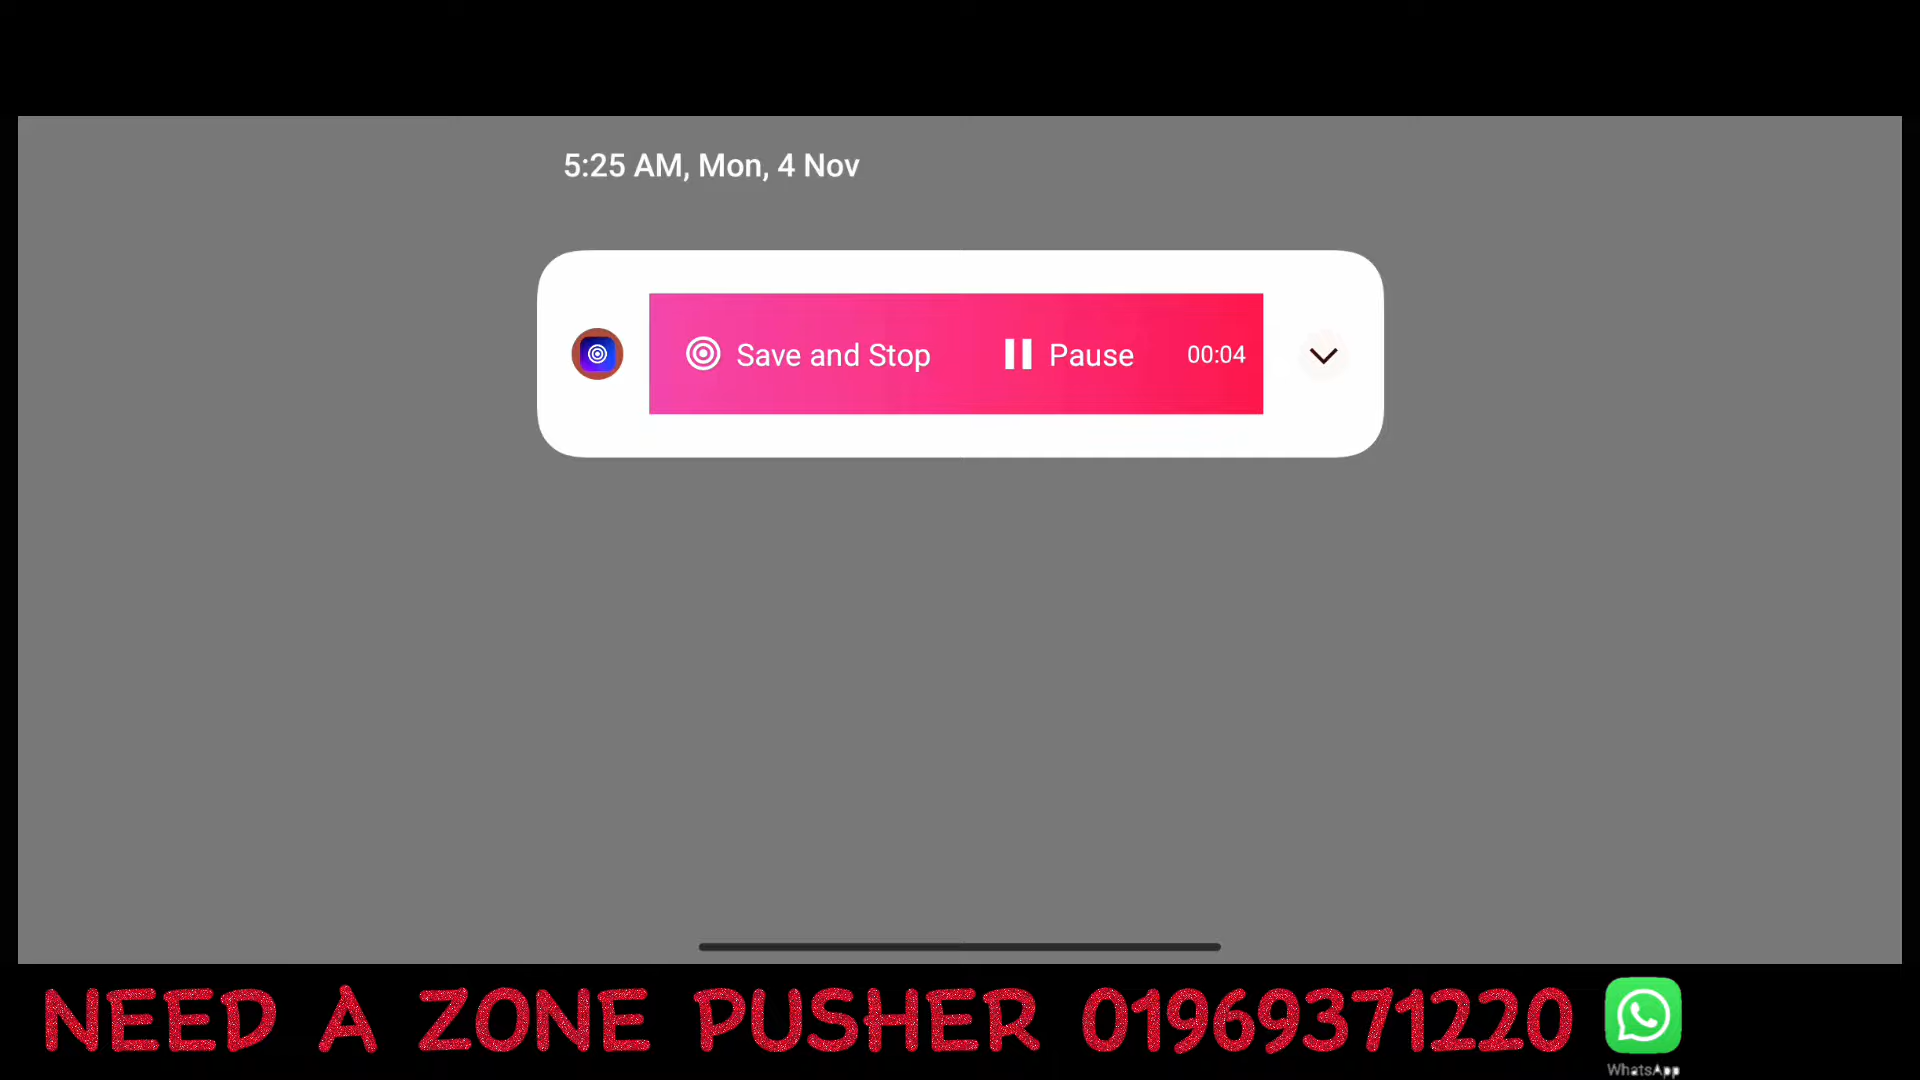 5:25 AM, Mon, 4 Nov
Save and Stop Pause 00:04
NEED A ZONE PUSHER 01969371220
WhatsApp